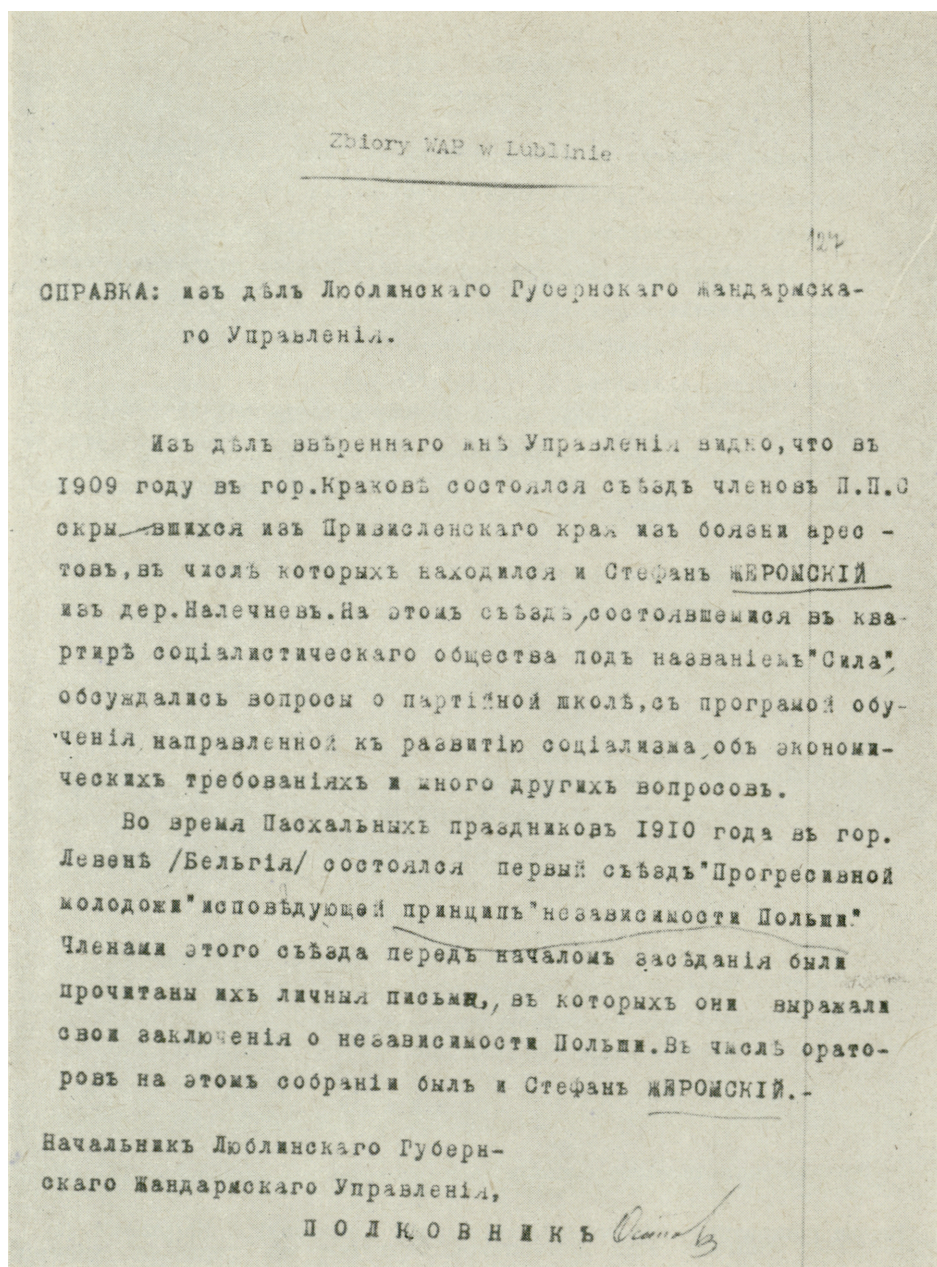 Zbiory WAP w Lublinie
127
СПРАВКА: изъ дѣлъ Люблинскаго Губернскаго Жандармска-
го Управленія.
Изъ дѣлъ ввѣреннаго мнѣ Управленія видно,что въ
1909 году въ гор.Краковѣ состоялся съѣздъ членовъ П.П.С
скры-вшихся изъ Привисленскаго края изъ боязни арес -
товъ,въ числѣ которыхъ находился и Стефанъ ЖЕРОМСКІЙ
изъ дер.Налечневъ.На этомъ съѣздѣ,состоявшемися въ ква-
ртирѣ соціалистическаго общества подъ названіемъ"Сила",
обсуждались вопросы о партійной школѣ,съ програмой обу-
ченія,направленной къ развитію соціализма,объ экономи-
ческихъ требованіяхъ и много другихъ вопросовъ.
Во время Пасхальныхъ праздниковъ 1910 года въ гор.
Левенѣ /Бельгія/ состоялся первый съѣздъ"Прогресивной
молодожи"исповѣдующей принципъ"независимости Польши"
Членами этого съѣзда передъ началомъ засѣданія были
прочитаны ихъ личныя письма,,въ которыхъ они выражали
свои заключенія о независимости Польши.Въ числѣ орато-
ровъ на этомъ собраніи былъ и Стефанъ ЖЕРОМСКІЙ.-
Начальникъ Люблинскаго Губерн-
скаго Жандармскаго Управленія,
ПОЛКОВНИКЪ